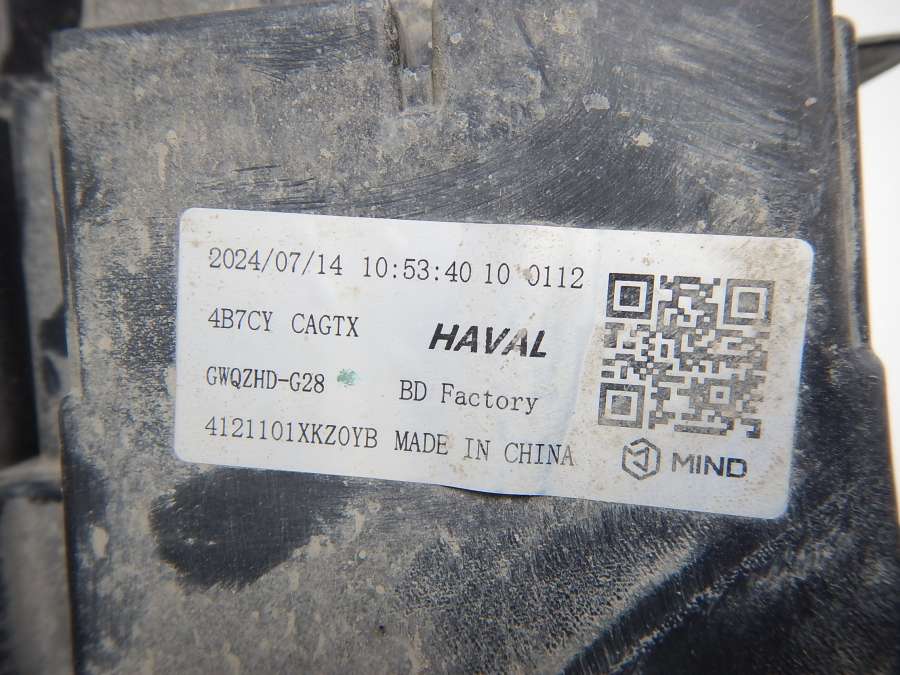 2024/07/14 10:53:40 10 0112
4B7CY CAGTX HAVAL
GWQZHD-G28 BD Factory
4121101XKZ0YB MADE IN CHINA
MIND